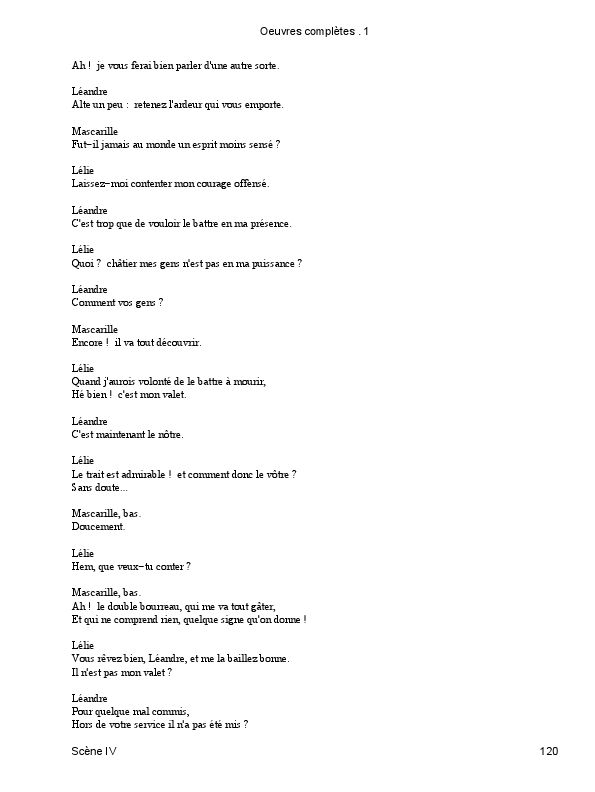 Oeuvres complètes . 1
Ah ! je vous ferai bien parler d'une autre sorte.
Léandre
Alte un peu : retenez l'ardeur qui vous emporte.
Mascarille
Fut-il jamais au monde un esprit moins sensé ?
Lélie
Laissez-moi contenter mon courage offensé.
Léandre
C'est trop que de vouloir le battre en ma présence.
Lélie
Quoi ? châtier mes gens n'est pas en ma puissance ?
Léandre
Comment vos gens ?
Mascarille
Encore ! il va tout découvrir.
Lélie
Quand j'aurois volonté de le battre à mourir,
Hé bien ! c'est mon valet.
Léandre
C'est maintenant le nôtre.
Lélie
Le trait est admirable ! et comment donc le vôtre ?
Sans doute...
Mascarille, bas.
Doucement.
Lélie
Hem, que veux-tu conter ?
Mascarille, bas.
Ah ! le double bourreau, qui me va tout gâter,
Et qui ne comprend rien, quelque signe qu'on donne !
Lélie
Vous rêvez bien, Léandre, et me la baillez bonne.
Il n'est pas mon valet ?
Léandre
Pour quelque mal commis,
Hors de votre service il n'a pas été mis ?
Scène IV
120